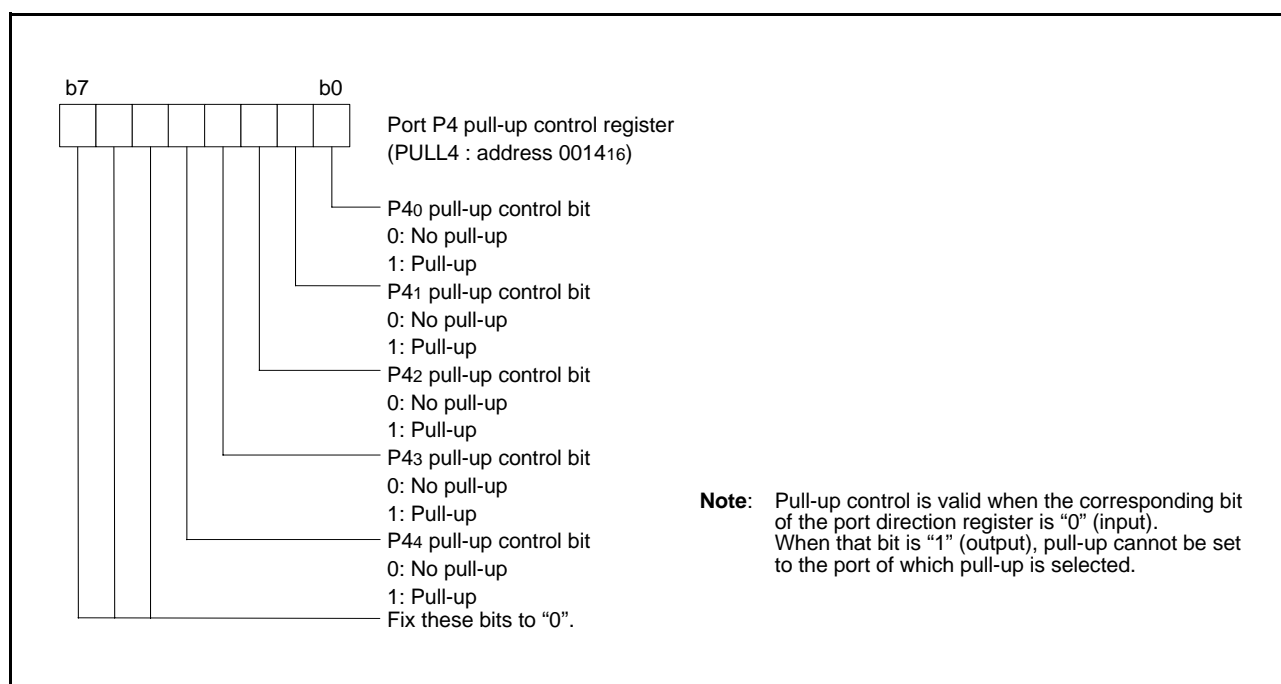 b7 b0
Port P4 pull-up control register
(PULL4 : address 001416)
P40 pull-up control bit
0: No pull-up
1: Pull-up
P41 pull-up control bit
0: No pull-up
1: Pull-up
P42 pull-up control bit
0: No pull-up
1: Pull-up
P43 pull-up control bit
0: No pull-up
1: Pull-up
P44 pull-up control bit
0: No pull-up
1: Pull-up
Fix these bits to “0”.
Note: Pull-up control is valid when the corresponding bit
of the port direction register is “0” (input).
When that bit is “1” (output), pull-up cannot be set
to the port of which pull-up is selected.